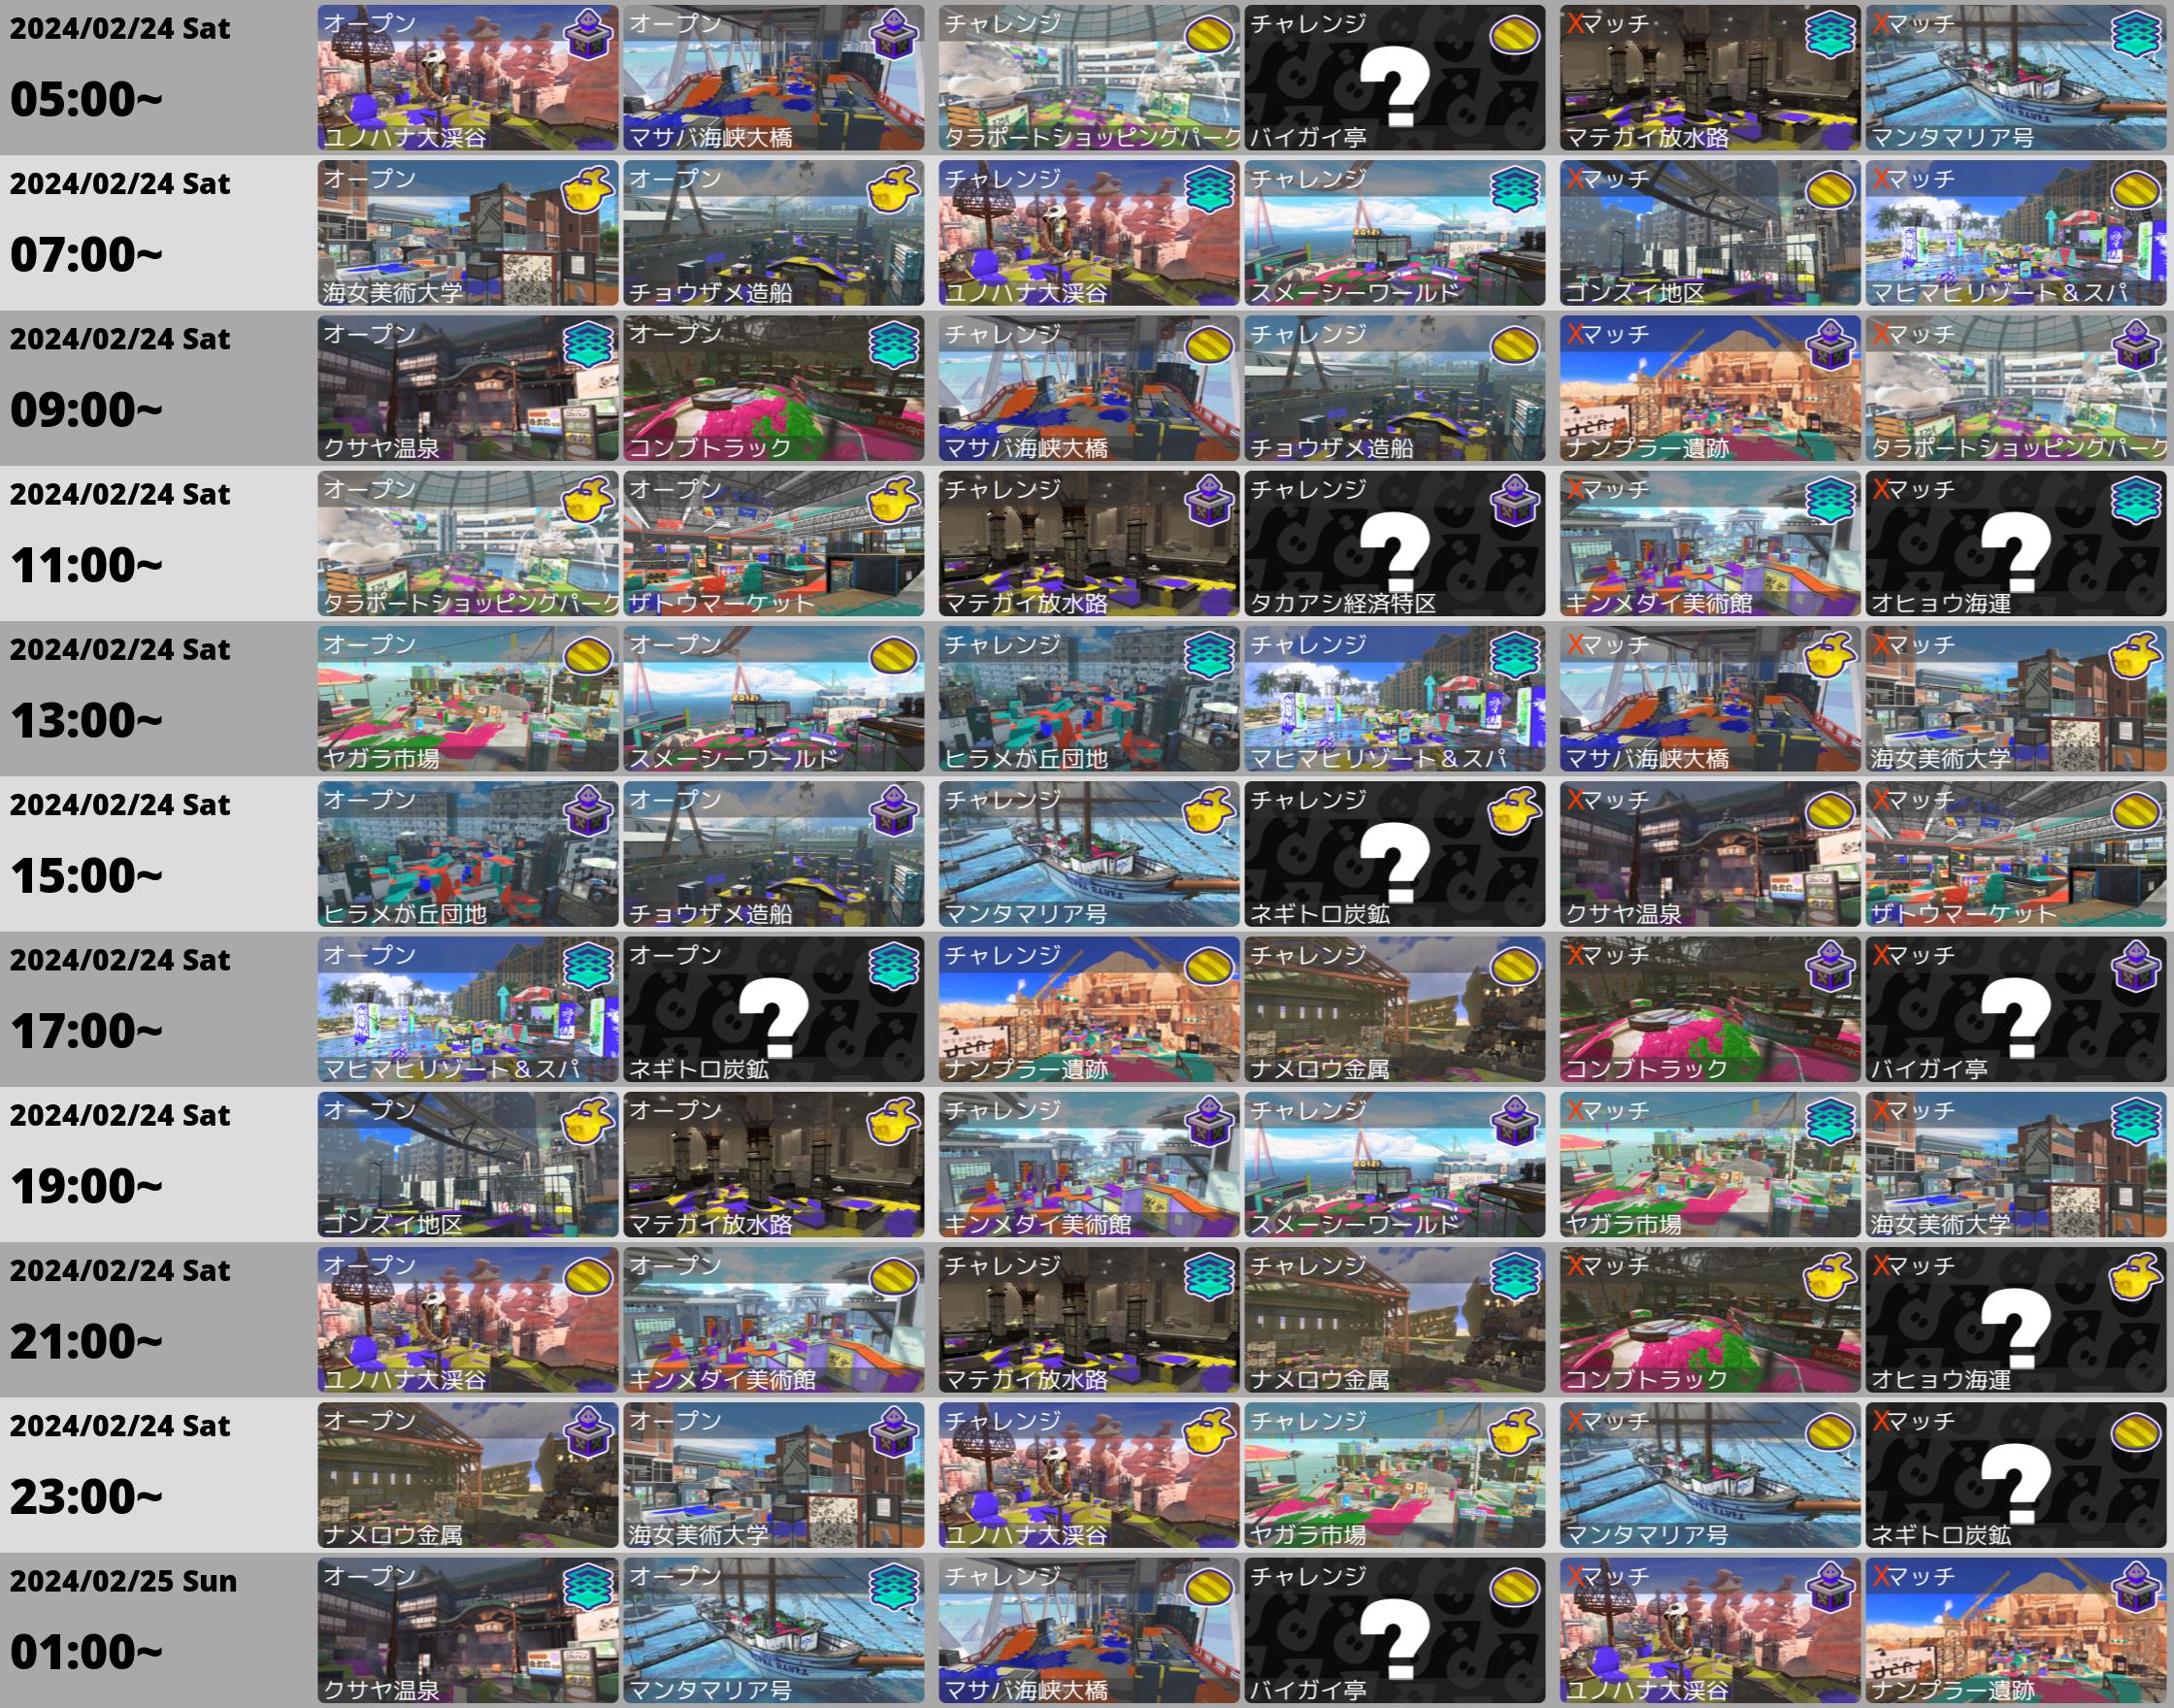 2024/02/24 Sat
05:00~
オープン
ユノハナ大渓谷
オープン
マサバ海峡大橋
チャレンジ
タラポートショッピングパーク
チャレンジ
バイガイ亭
Xマッチ
マテガイ放水路
Xマッチ
マンタマリア号
2024/02/24 Sat
07:00~
オープン
海女美術大学
オープン
チョウザメ造船
チャレンジ
ユノハナ大渓谷
チャレンジ
スメーシーワールド
Xマッチ
ゴンズイ地区
Xマッチ
マヒマヒリゾート&スパ
2024/02/24 Sat
09:00~
オープン
クサヤ温泉
オープン
コンブトラック
チャレンジ
マサバ海峡大橋
チャレンジ
チョウザメ造船
Xマッチ
ナンプラー遺跡
Xマッチ
タラポートショッピングパーク
2024/02/24 Sat
11:00~
オープン
タラポートショッピングパーク
オープン
ザトウマーケット
チャレンジ
マテガイ放水路
チャレンジ
タカアシ経済特区
Xマッチ
キンメダイ美術館
Xマッチ
オヒョウ海運
2024/02/24 Sat
13:00~
オープン
ヤガラ市場
オープン
スメーシーワールド
チャレンジ
ヒラメが丘団地
チャレンジ
マヒマヒリゾート&スパ
Xマッチ
マサバ海峡大橋
Xマッチ
海女美術大学
2024/02/24 Sat
15:00~
オープン
ヒラメが丘団地
オープン
チョウザメ造船
チャレンジ
マンタマリア号
チャレンジ
ネギトロ炭鉱
Xマッチ
クサヤ温泉
Xマッチ
ザトウマーケット
2024/02/24 Sat
17:00~
オープン
マヒマヒリゾート&スパ
オープン
ネギトロ炭鉱
チャレンジ
ナンプラー遺跡
チャレンジ
ナメロウ金属
Xマッチ
コンブトラック
Xマッチ
バイガイ亭
2024/02/24 Sat
19:00~
オープン
ゴンズイ地区
オープン
マテガイ放水路
チャレンジ
キンメダイ美術館
チャレンジ
スメーシーワールド
Xマッチ
ヤガラ市場
Xマッチ
海女美術大学
2024/02/24 Sat
21:00~
オープン
ユノハナ大渓谷
オープン
キンメダイ美術館
チャレンジ
マテガイ放水路
チャレンジ
ナメロウ金属
Xマッチ
コンブトラック
Xマッチ
オヒョウ海運
2024/02/24 Sat
23:00~
オープン
ナメロウ金属
オープン
海女美術大学
チャレンジ
ユノハナ大渓谷
チャレンジ
ヤガラ市場
Xマッチ
マンタマリア号
Xマッチ
ネギトロ炭鉱
2024/02/25 Sun
01:00~
オープン
クサヤ温泉
オープン
マンタマリア号
チャレンジ
マサバ海峡大橋
チャレンジ
バイガイ亭
Xマッチ
ユノハナ大渓谷
Xマッチ
ナンプラー遺跡